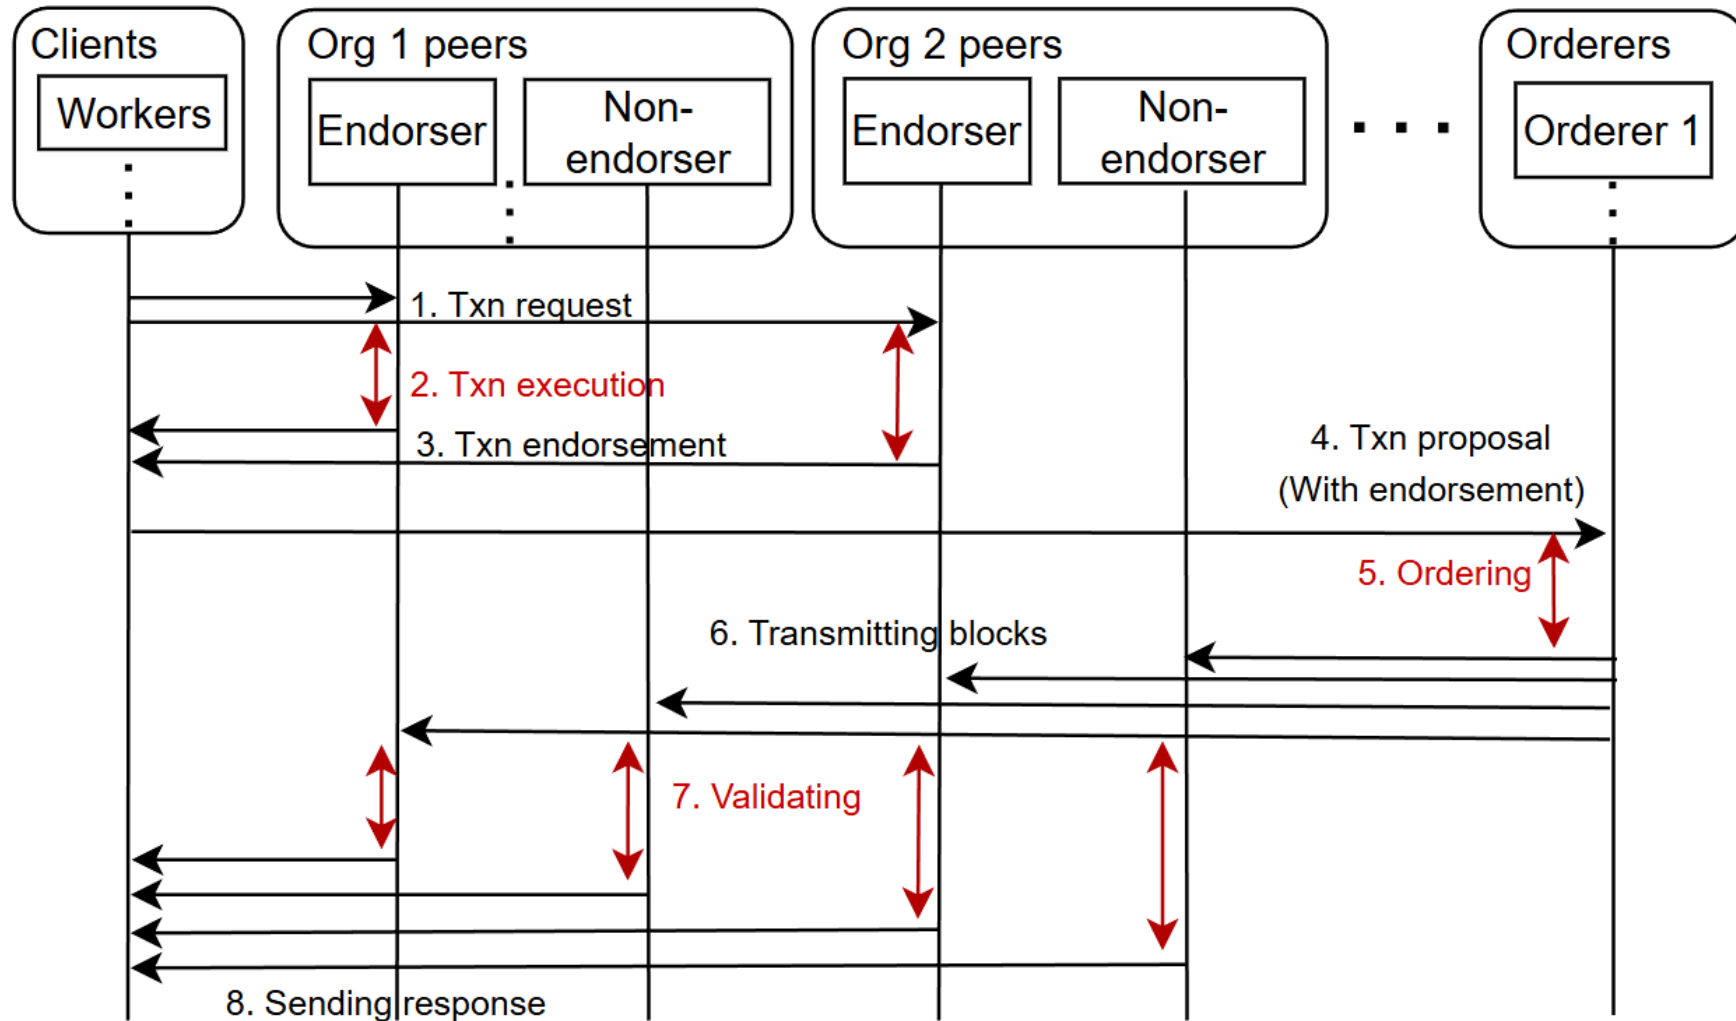 Clients
Workers
Org 1 peers
Endorser
Non-
endorser
Org 2 peers
Endorser
Non-
endorser
Orderers
Orderer 1
1. Txn request
2. Txn execution
3. Txn endorsement
4. Txn proposal
(With endorsement)
5. Ordering
6. Transmitting blocks
7. Validating
8. Sending response